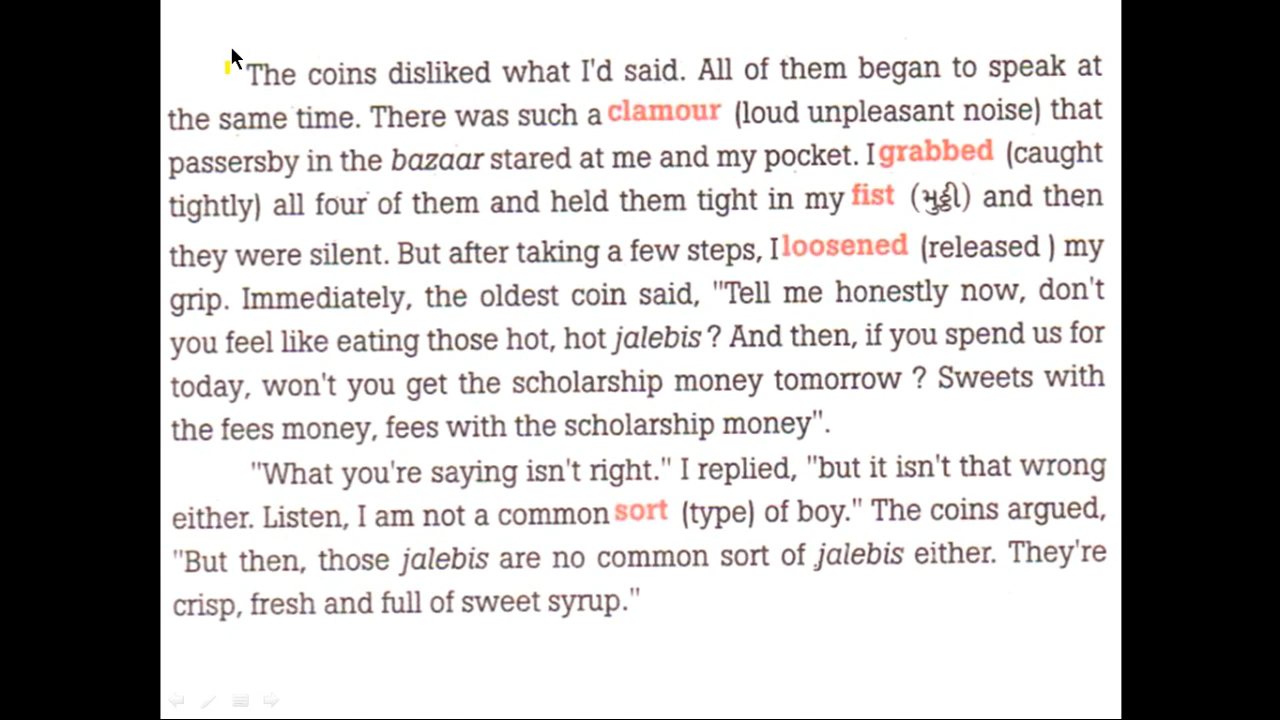 "The coins disliked what I'd said. All of them began to speak at
the same time. There was such a clamour (loud unpleasant noise) that
passersby in the bazaar stared at me and my pocket. I grabbed (caught
tightly) all four of them and held them tight in my fist (મુઠ્ઠી) and then
they were silent. But after taking a few steps, I loosened (released ) my
grip. Immediately, the oldest coin said, "Tell me honestly now, don't
you feel like eating those hot, hot jalebis ? And then, if you spend us for
today, won't you get the scholarship money tomorrow ? Sweets with
the fees money, fees with the scholarship money".
"What you're saying isn't right." I replied, "but it isn't that wrong
either. Listen, I am not a common sort (type) of boy." The coins argued,
"But then, those jalebis are no common sort of jalebis either. They're
crisp, fresh and full of sweet syrup."